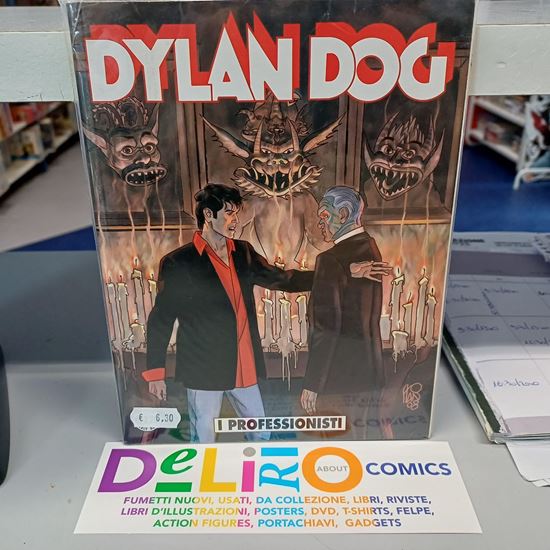 DYLAN DOG
€ 6.30
I PROFESSIONISTI
DeLiRiO ABOUT COMICS
FUMETTI NUOVI, USATI, DA COLLEZIONE, LIBRI, RIVISTE,
LIBRI D'ILLUSTRAZIONI, POSTERS, DVD, T-SHIRTS, FELPE,
ACTION FIGURES, PORTACHIAVI, GADGETS